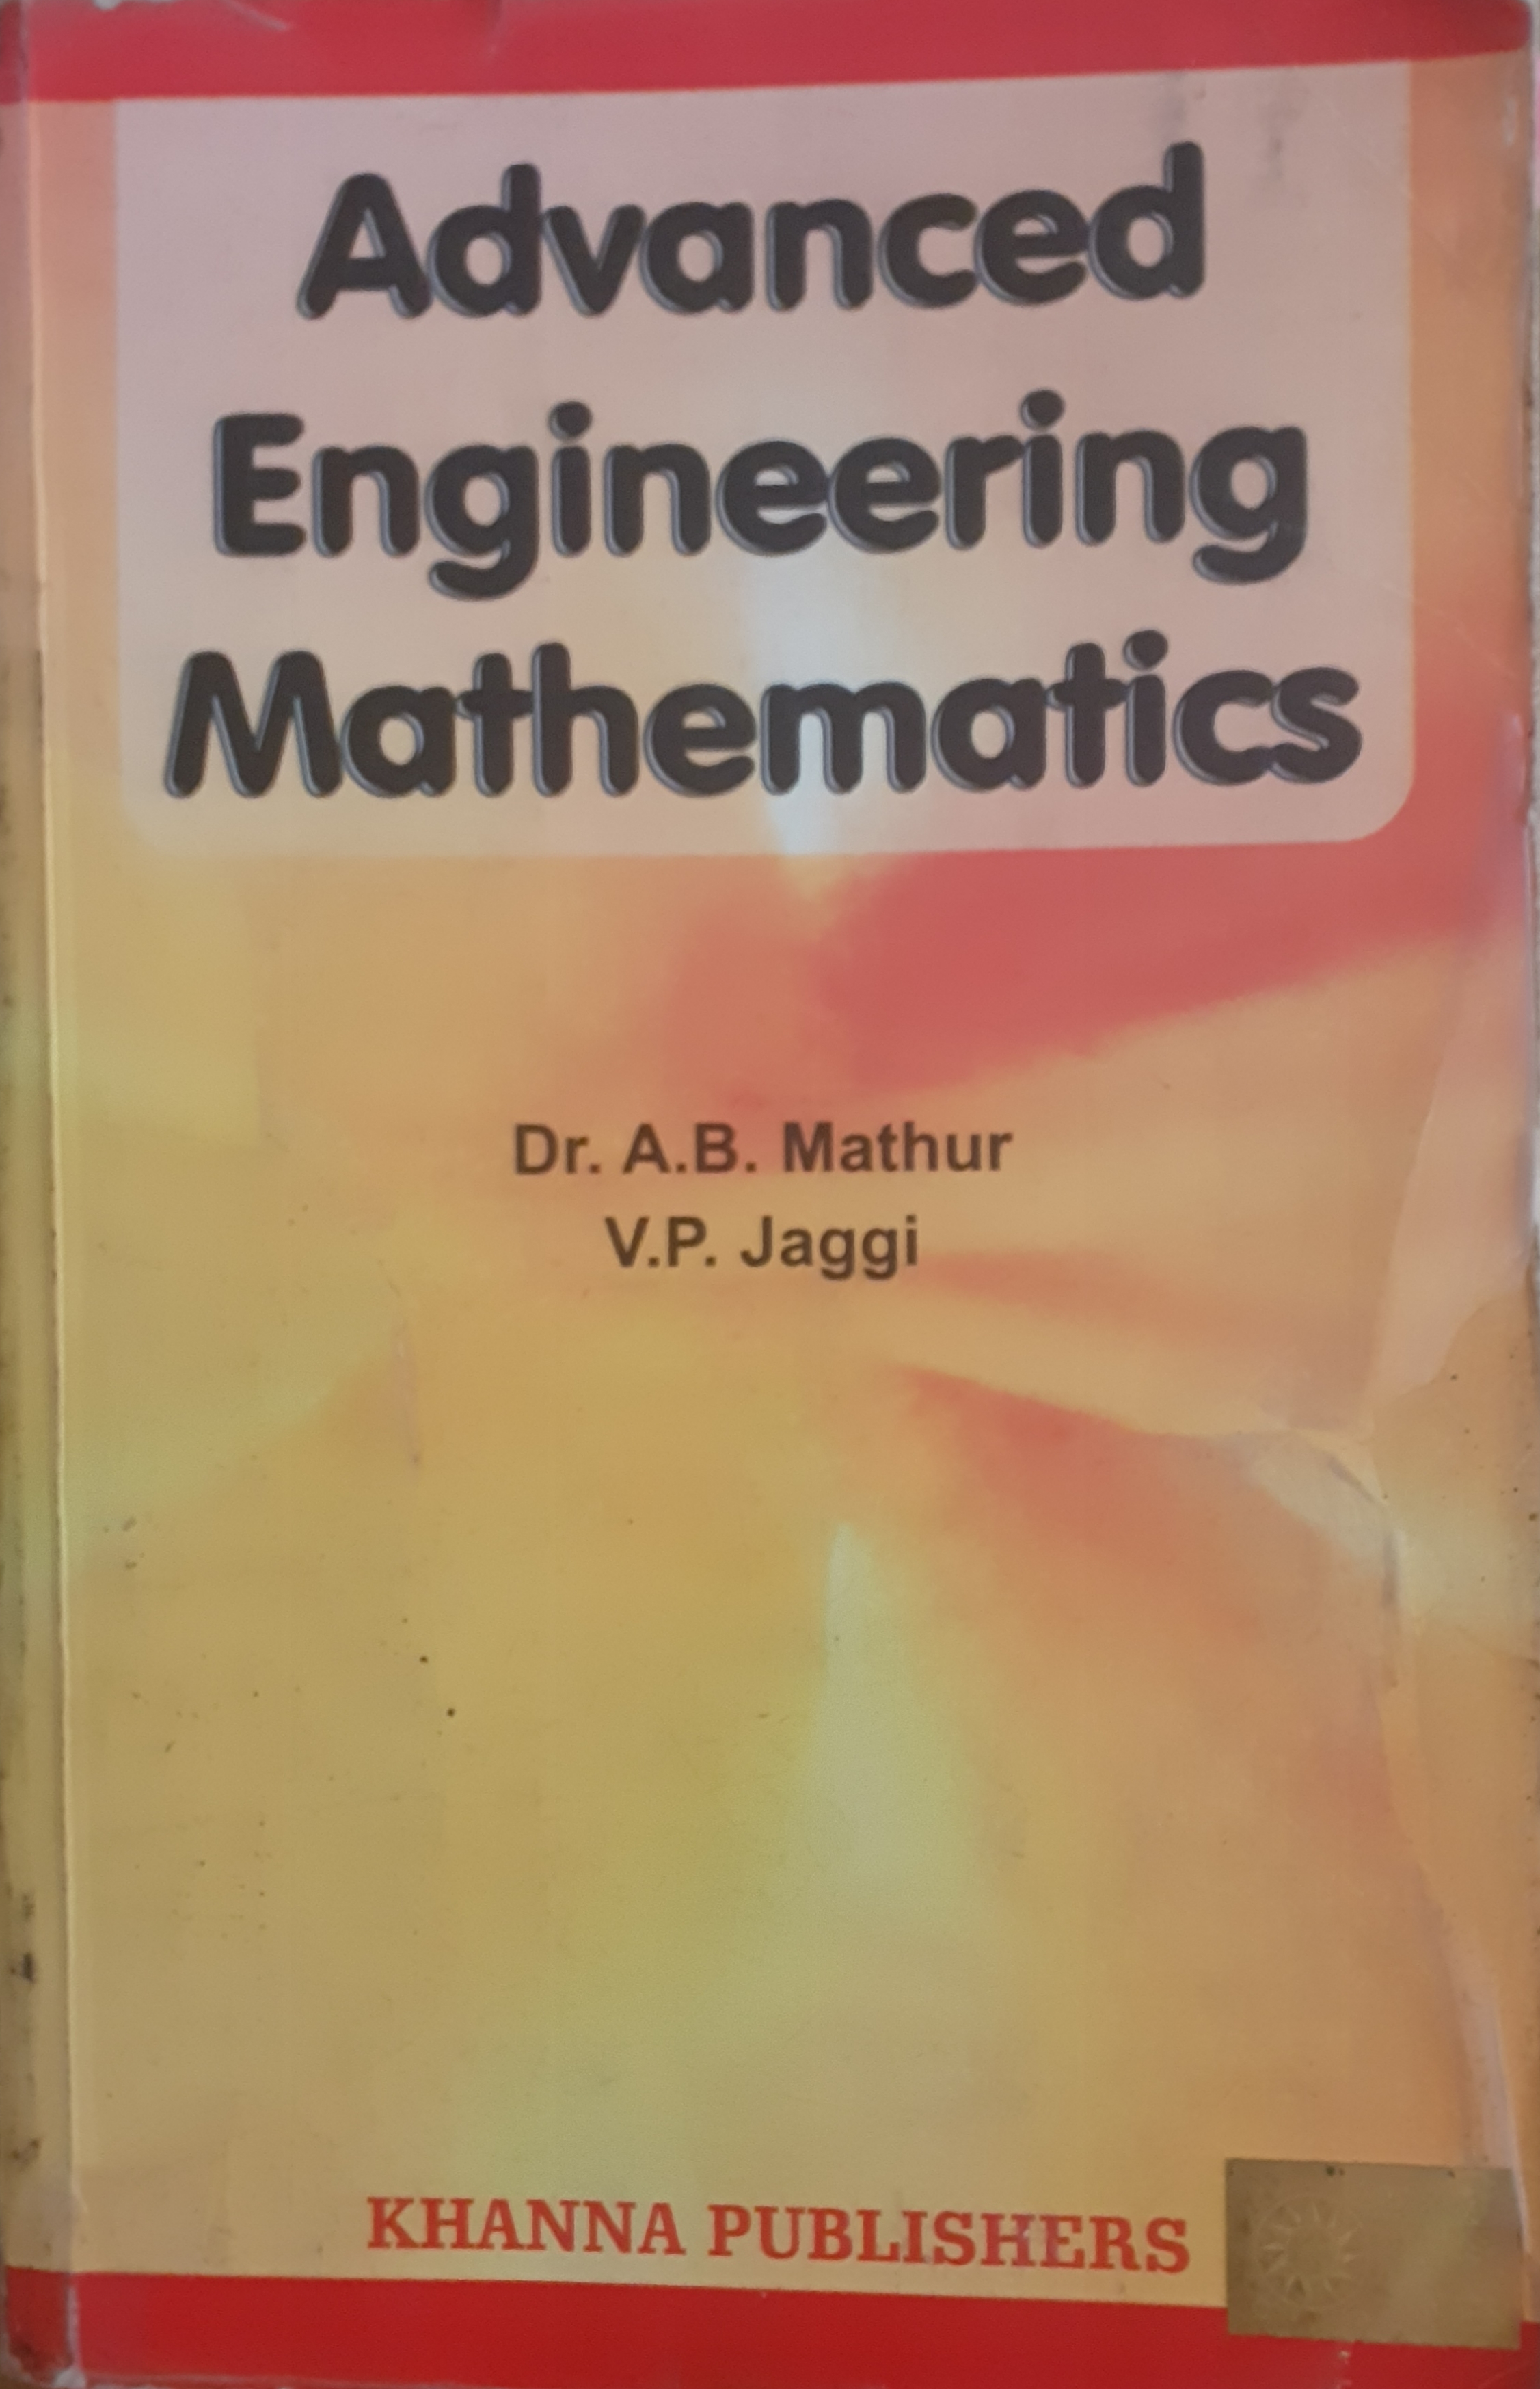 Advanced
Engineering
Mathematics
Dr. A.B. Mathur
V.P. Jaggi
KHANNA PUBLISHERS